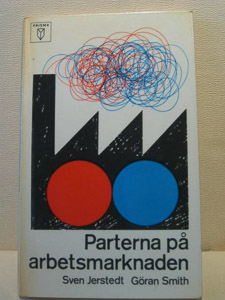 PRISMA
Parterna på
arbetsmarknaden
Sven Jerstedt Göran Smith